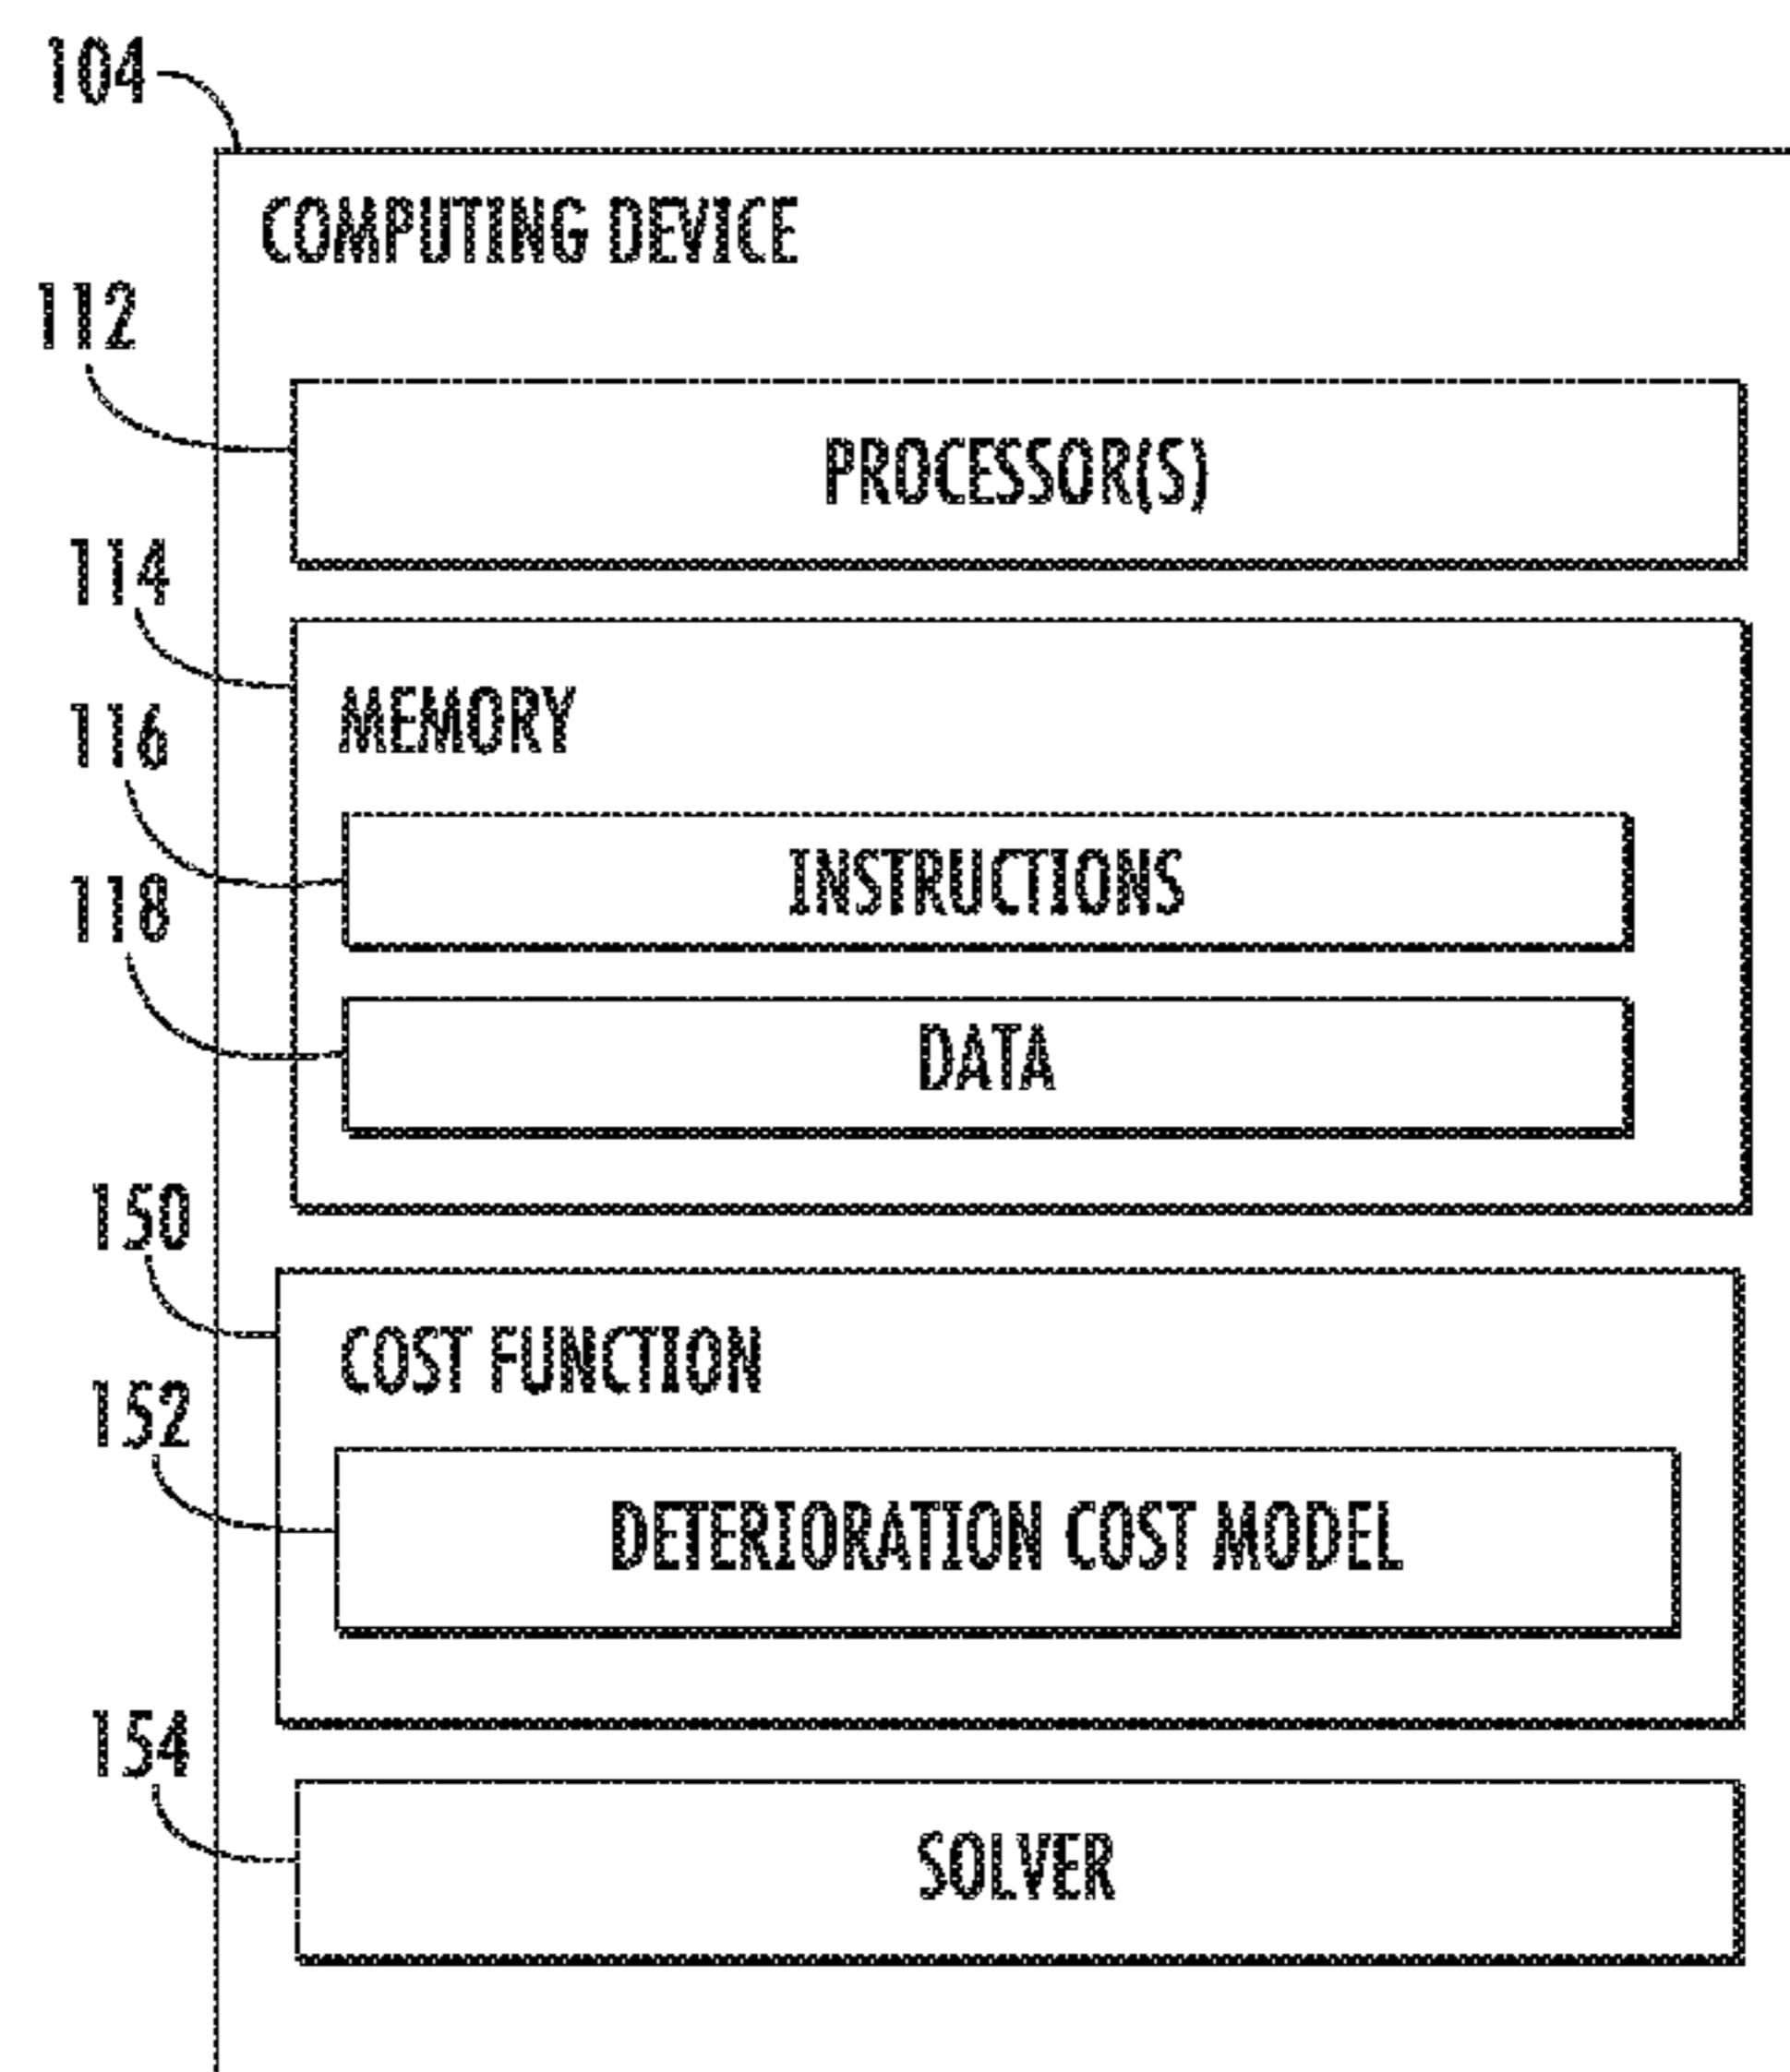 104
COMPUTING DEVICE
112
PROCESSOR(S)
114
MEMORY
116
INSTRUCTIONS
118
DATA
150
COST FUNCTION
152
DETERIORATION COST MODEL
154
SOLVER